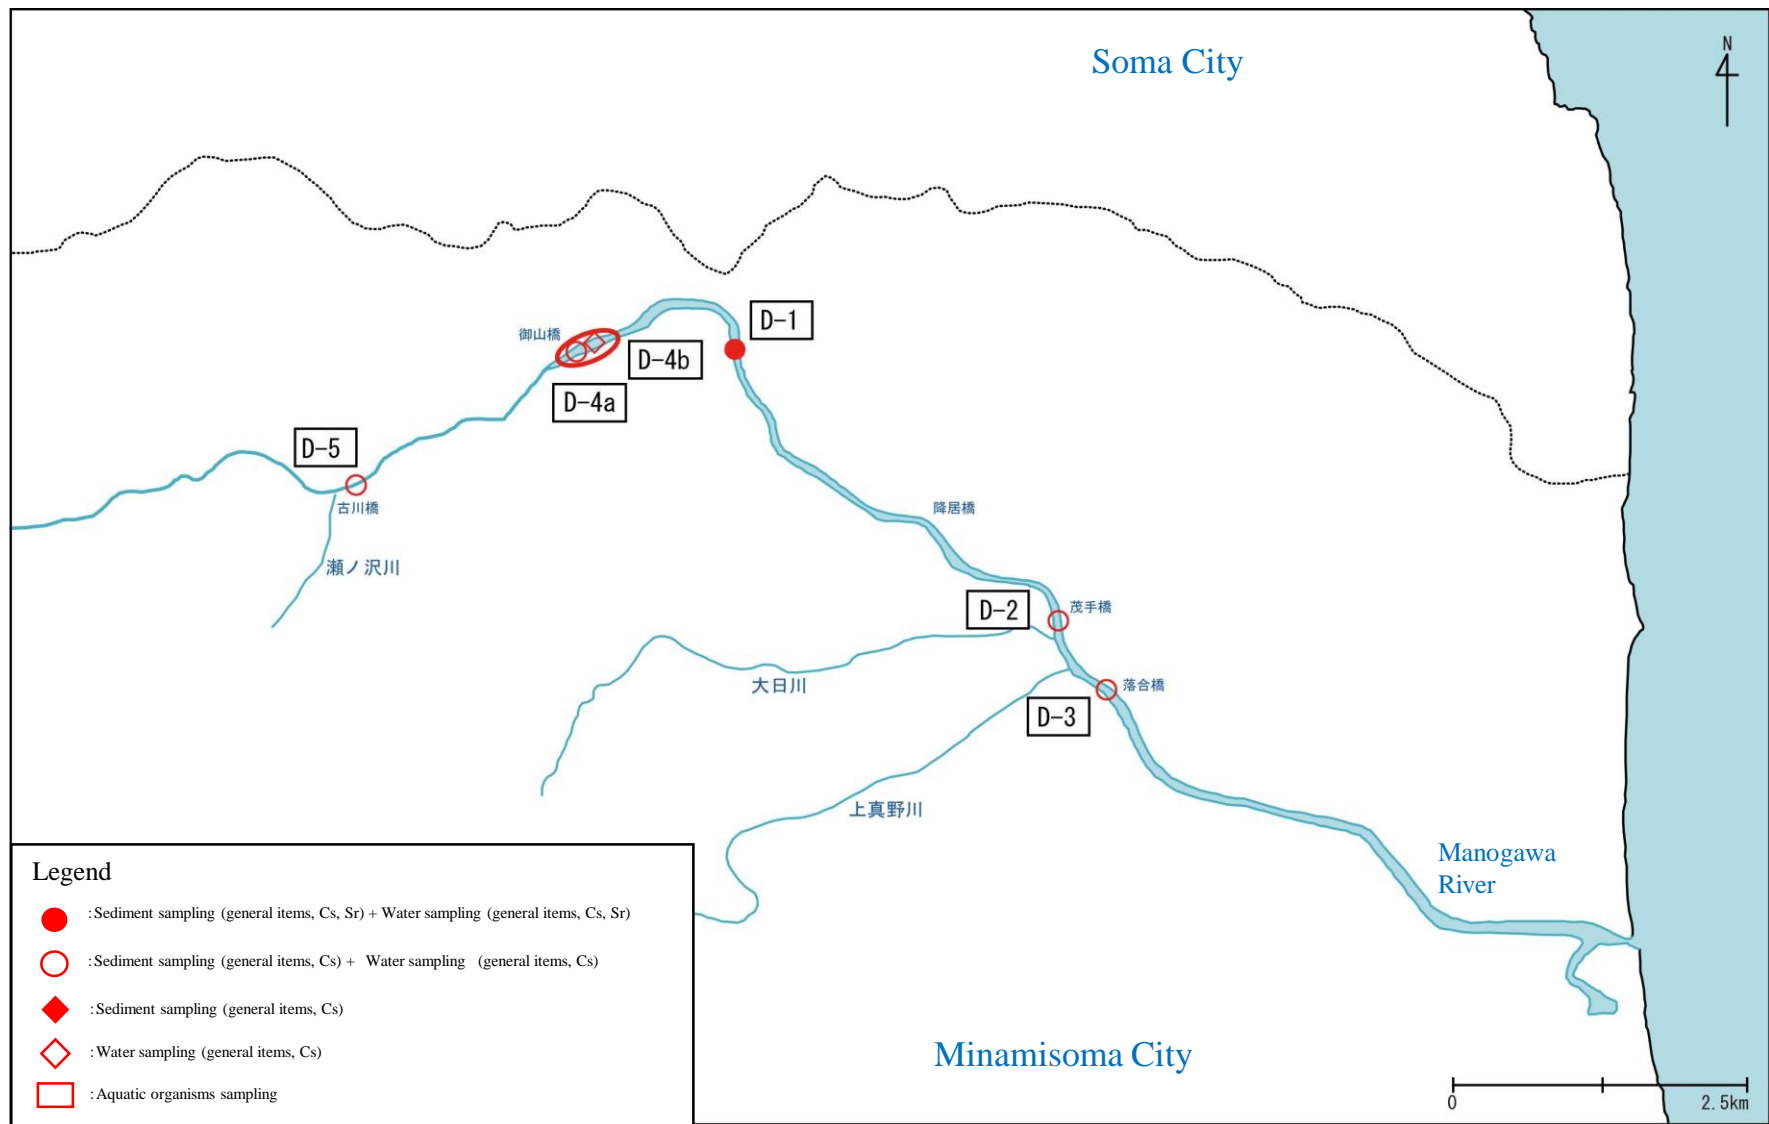 Soma City
N
D-1
御山橋
D-4b
D-4a
D-5
古川橋
降居橋
瀬ノ沢川
D-2
茂手橋
大日川
落合橋
D-3
上真野川
Manogawa
River
Legend
:Sediment sampling (general items, Cs, Sr) + Water sampling (general items, Cs, Sr)
:Sediment sampling (general items, Cs) + Water sampling (general items, Cs)
:Sediment sampling (general items, Cs)
:Water sampling (general items, Cs)
:Aquatic organisms sampling
Minamisoma City
0 2.5km